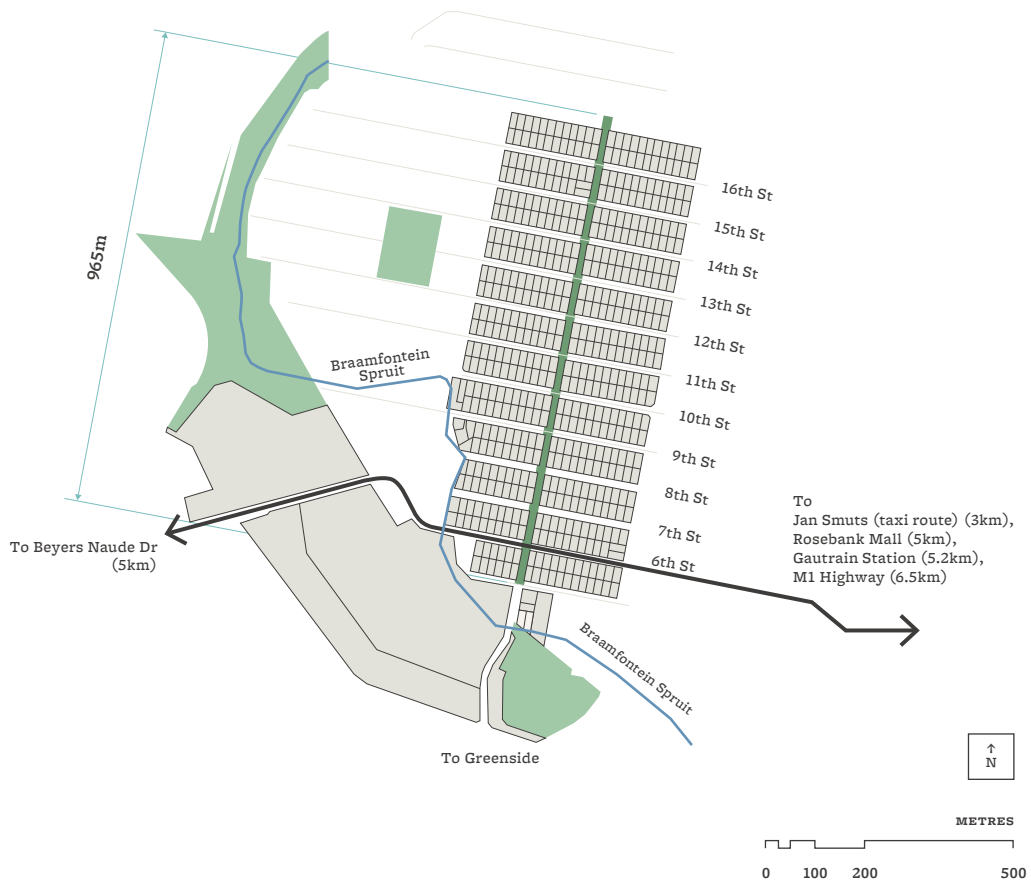 16th St
15th St
14th St
13th St
12th St
11th St
10th St
9th St
8th St
7th St
6th St
965m
Braamfontein
Spruit
To Beyers Naude Dr
(5km)
To
Jan Smuts (taxi route) (3km),
Rosebank Mall (5km),
Gautrain Station (5.2km),
M1 Highway (6.5km)
Braamfontein Spruit
To Greenside
↑
N
METRES
0 100 200 500